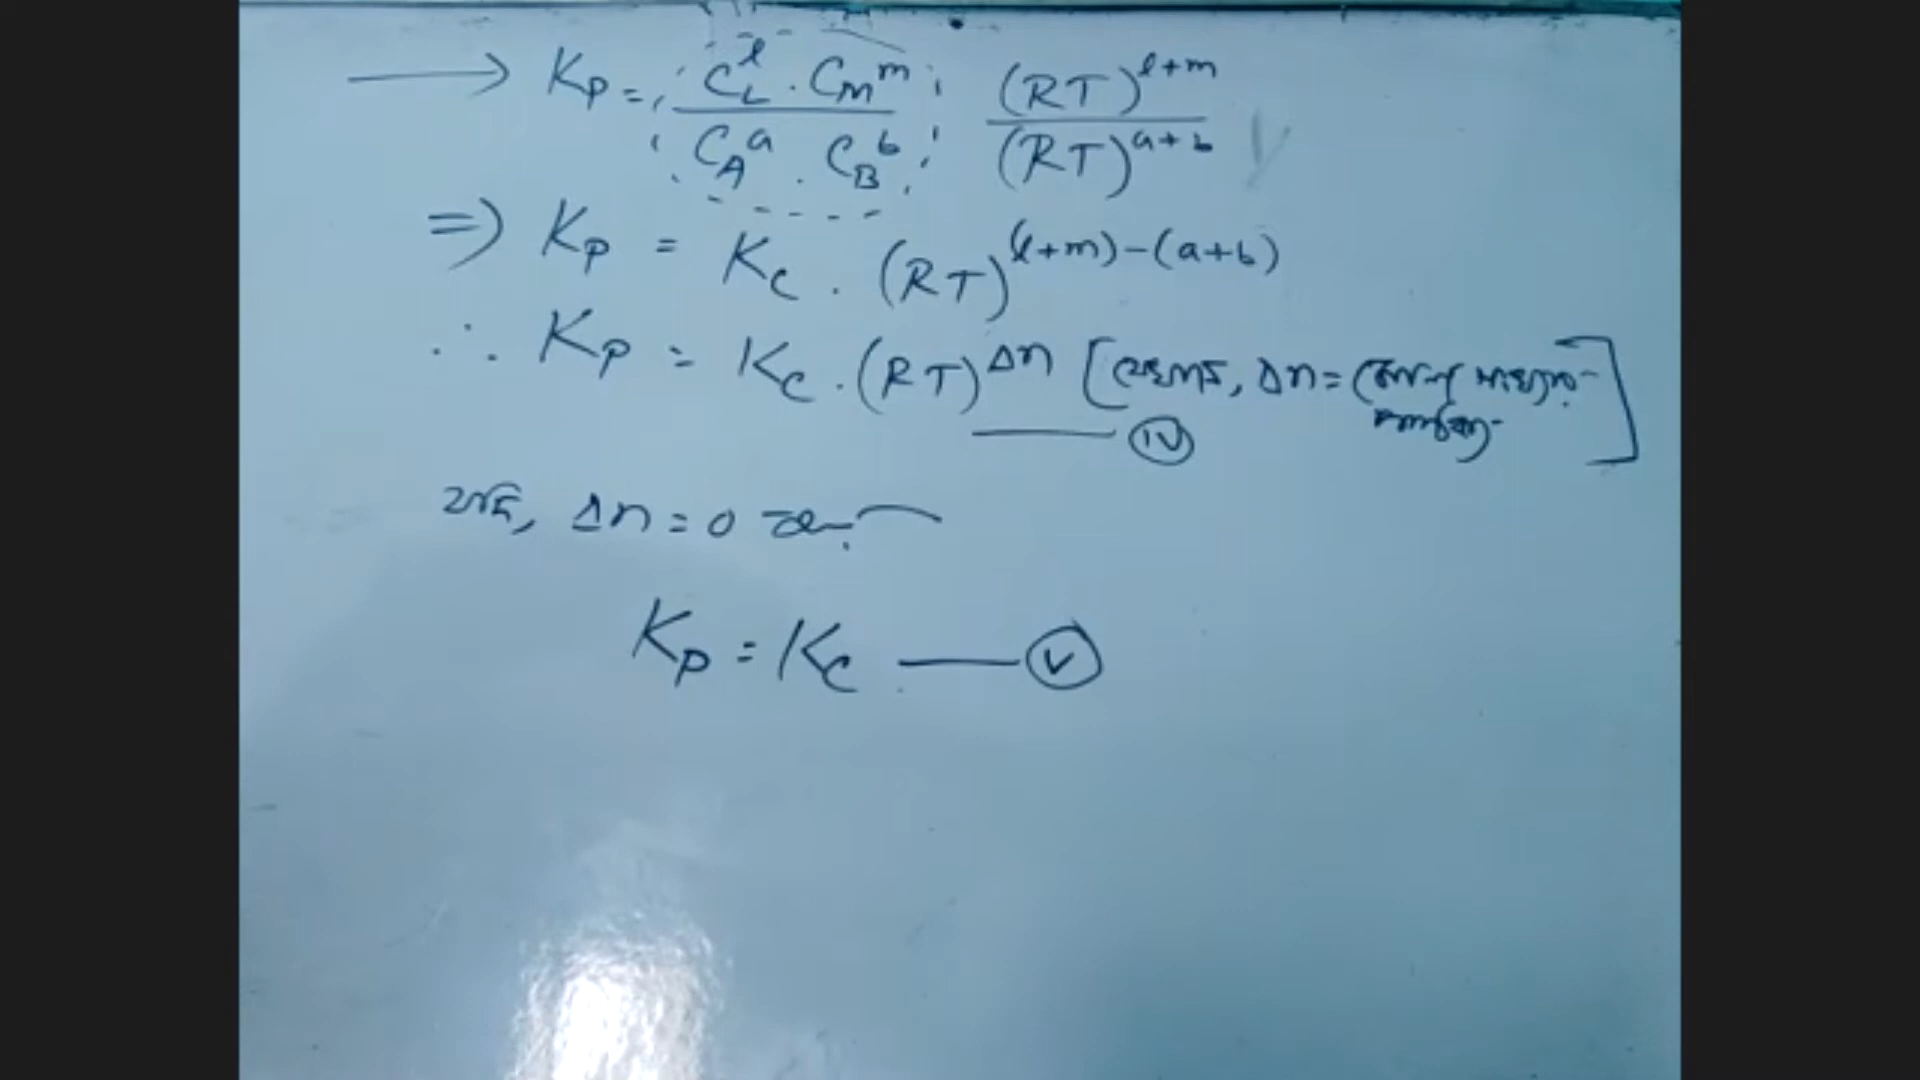 → Kp = C_L^l . C_M^m / C_A^a . C_B^b (RT)^(l+m) / (RT)^(a+b)
=> Kp = Kc . (RT)^((l+m)-(a+b))
∴ Kp = Kc . (RT)^Δn [যেখানে, Δn = মোল সংখ্যার
পার্থক্য]
——— (iv)
যদি, Δn = 0 হয়
Kp = Kc ——— (v)